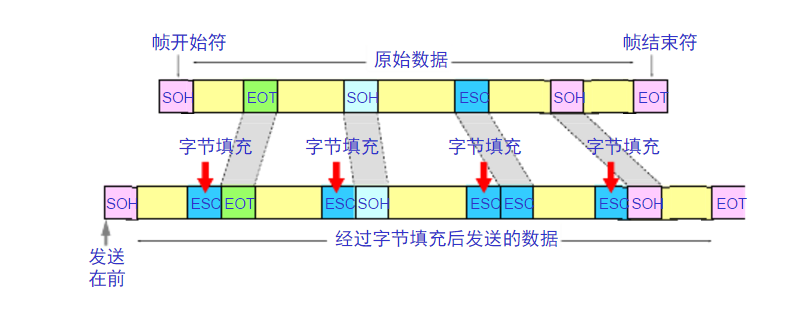 帧开始符
原始数据
帧结束符
SOH EOT SOH ESC SOH EOT
字节填充 字节填充 字节填充 字节填充
SOH ESC EOT ESC SOH ESC ESC ESC SOH EOT
经过字节填充后发送的数据
发送
在前